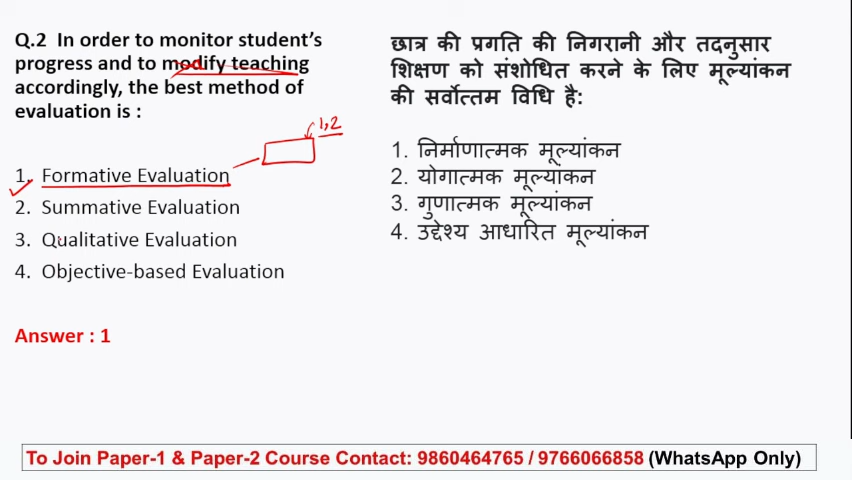 Q.2 In order to monitor student's
progress and to modify teaching
accordingly, the best method of
evaluation is :
1,2
1. Formative Evaluation
2. Summative Evaluation
3. Qualitative Evaluation
4. Objective-based Evaluation
Answer : 1
छात्र की प्रगति की निगरानी और तदनुसार
शिक्षण को संशोधित करने के लिए मूल्यांकन
की सर्वोत्तम विधि है:
1. निर्माणात्मक मूल्यांकन
2. योगात्मक मूल्यांकन
3. गुणात्मक मूल्यांकन
4. उद्देश्य आधारित मूल्यांकन
To Join Paper-1 & Paper-2 Course Contact: 9860464765 / 9766066858 (WhatsApp Only)